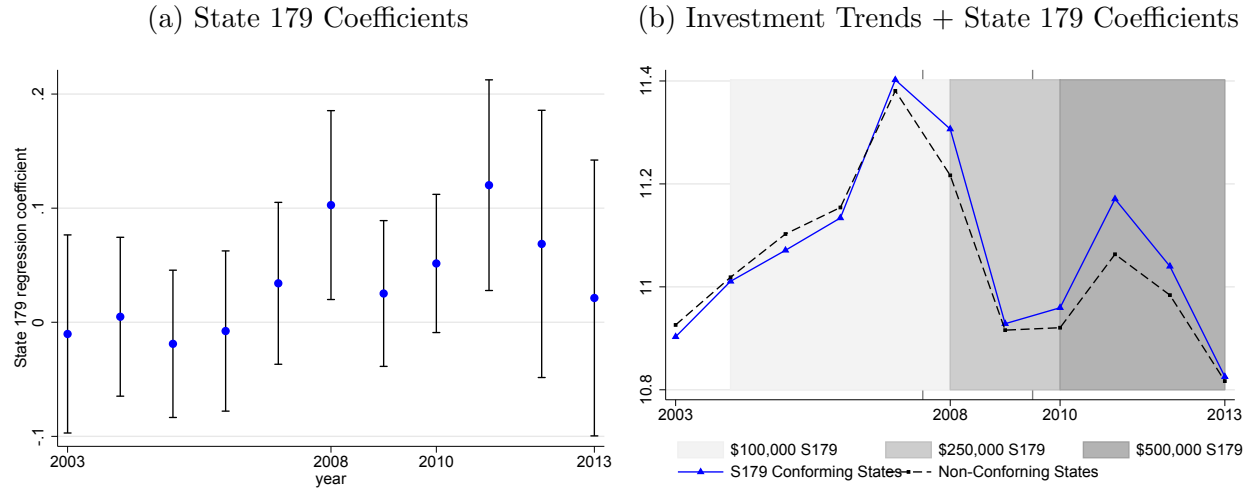 (a) State 179 Coefficients
State 179 regression coefficient
.2
.1
0
-.1
2003
2008
2010
2013
year
(b) Investment Trends + State 179 Coefficients
11.4
11.2
11
10.8
2003
2008
2010
2013
$100,000 S179
$250,000 S179
$500,000 S179
S179 Conforming States
Non-Conforning States